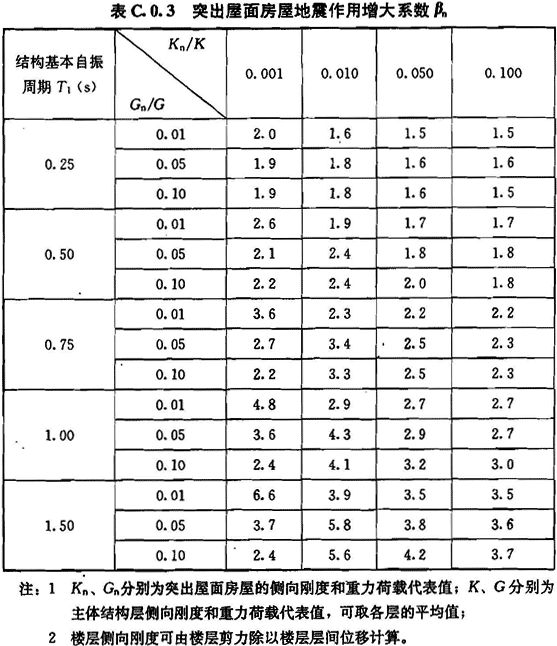 表 C.0.3 突出屋面房屋地震作用增大系数 βn
结构基本自振周期 T1（s） Kn/K Gn/G 0.001 0.010 0.050 0.100
0.25 0.01 2.0 1.6 1.5 1.5
0.05 1.9 1.8 1.6 1.6
0.10 1.9 1.8 1.6 1.5
0.50 0.01 2.6 1.9 1.7 1.7
0.05 2.1 2.4 1.8 1.8
0.10 2.2 2.4 2.0 1.8
0.75 0.01 3.6 2.3 2.2 2.2
0.05 2.7 3.4 2.5 2.3
0.10 2.2 3.3 2.5 2.3
1.00 0.01 4.8 2.9 2.7 2.7
0.05 3.6 4.3 2.9 2.7
0.10 2.4 4.1 3.2 3.0
1.50 0.01 6.6 3.9 3.5 3.5
0.05 3.7 5.8 3.8 3.6
0.10 2.4 5.6 4.2 3.7
注：1 Kn、Gn分别为突出屋面房屋的侧向刚度和重力荷载代表值；K、G 分别为
主体结构层侧向刚度和重力荷载代表值，可取各层的平均值；
2 楼层侧向刚度可由楼层剪力除以楼层层间位移计算。